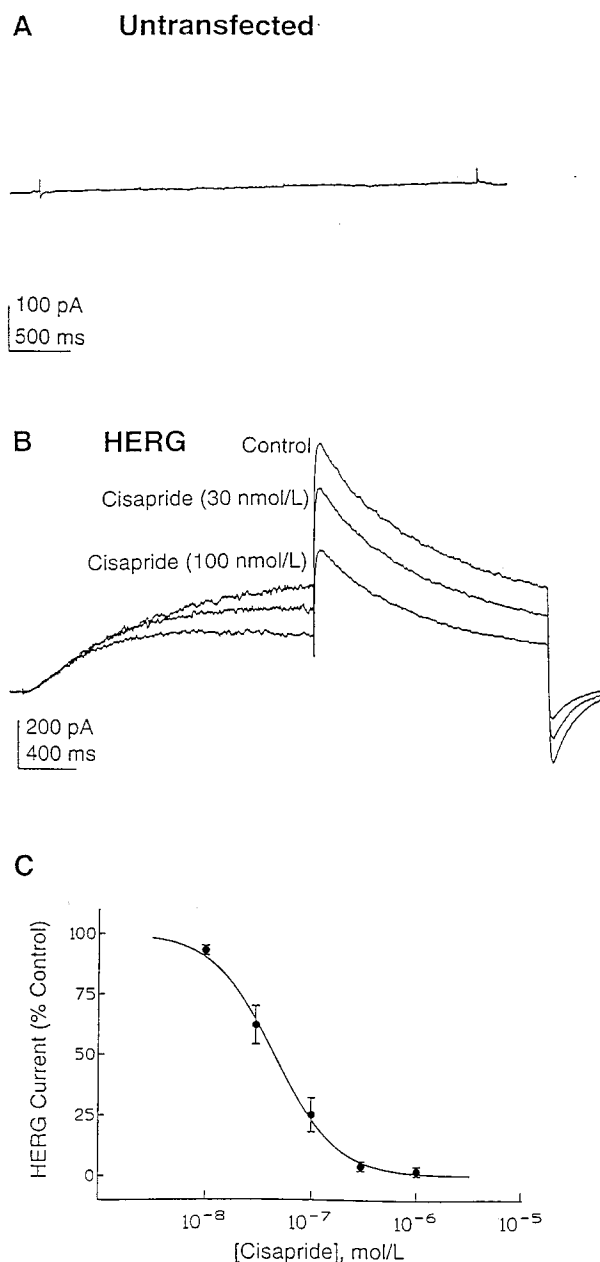 A Untransfected
100 pA
500 ms
B HERG Control
Cisapride (30 nmol/L)
Cisapride (100 nmol/L)
200 pA
400 ms
C
HERG Current (% Control)
100
75
50
25
0
10⁻⁸ 10⁻⁷ 10⁻⁶ 10⁻⁵
[Cisapride], mol/L